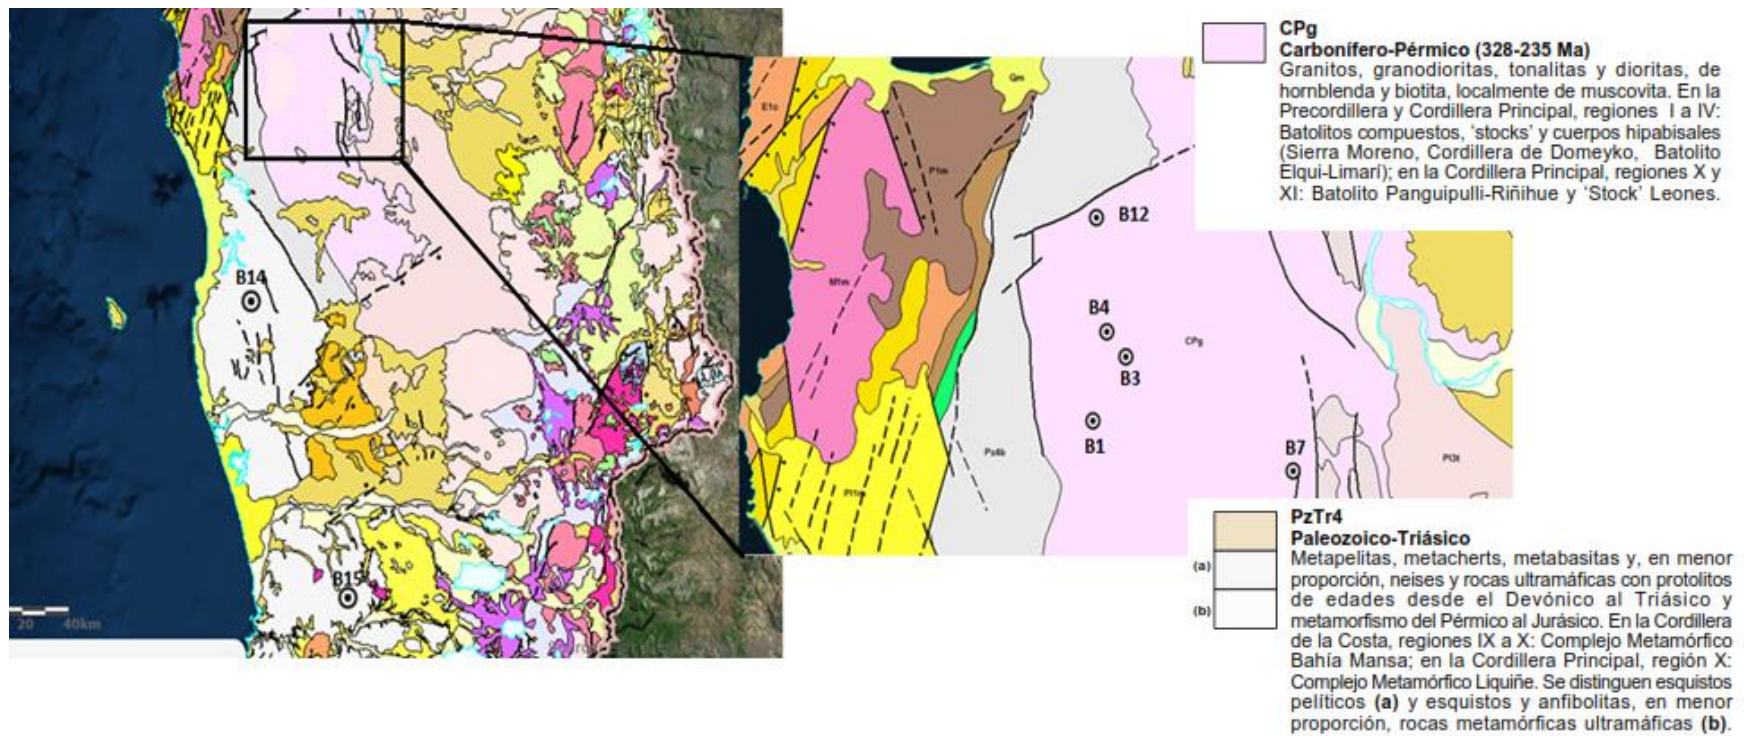 B14
B15
20 40km
E1c
Qm
P1m
M1m
Pz4b
CPg
B12
B4
B3
B1
B7
CPg
Carbonífero-Pérmico (328-235 Ma)
Granitos, granodioritas, tonalitas y dioritas, de
hornblenda y biotita, localmente de muscovita. En la
Precordillera y Cordillera Principal, regiones I a IV:
Batolitos compuestos, ‘stocks’ y cuerpos hipabisales
(Sierra Moreno, Cordillera de Domeyko, Batolito
Elqui-Limarí); en la Cordillera Principal, regiones X y
XI: Batolito Panguipulli-Riñihue y ‘Stock’ Leones.
PzTr4
Paleozoico-Triásico
(a)
(b)
Metapelitas, metacherts, metabasitas y, en menor
proporción, neises y rocas ultramáficas con protolitos
de edades desde el Devónico al Triásico y
metamorfismo del Pérmico al Jurásico. En la Cordillera
de la Costa, regiones IX a X: Complejo Metamórfico
Bahía Mansa; en la Cordillera Principal, región X:
Complejo Metamórfico Liquiñe. Se distinguen esquistos
pelíticos (a) y esquistos y anfibolitas, en menor
proporción, rocas metamórficas ultramáficas (b).